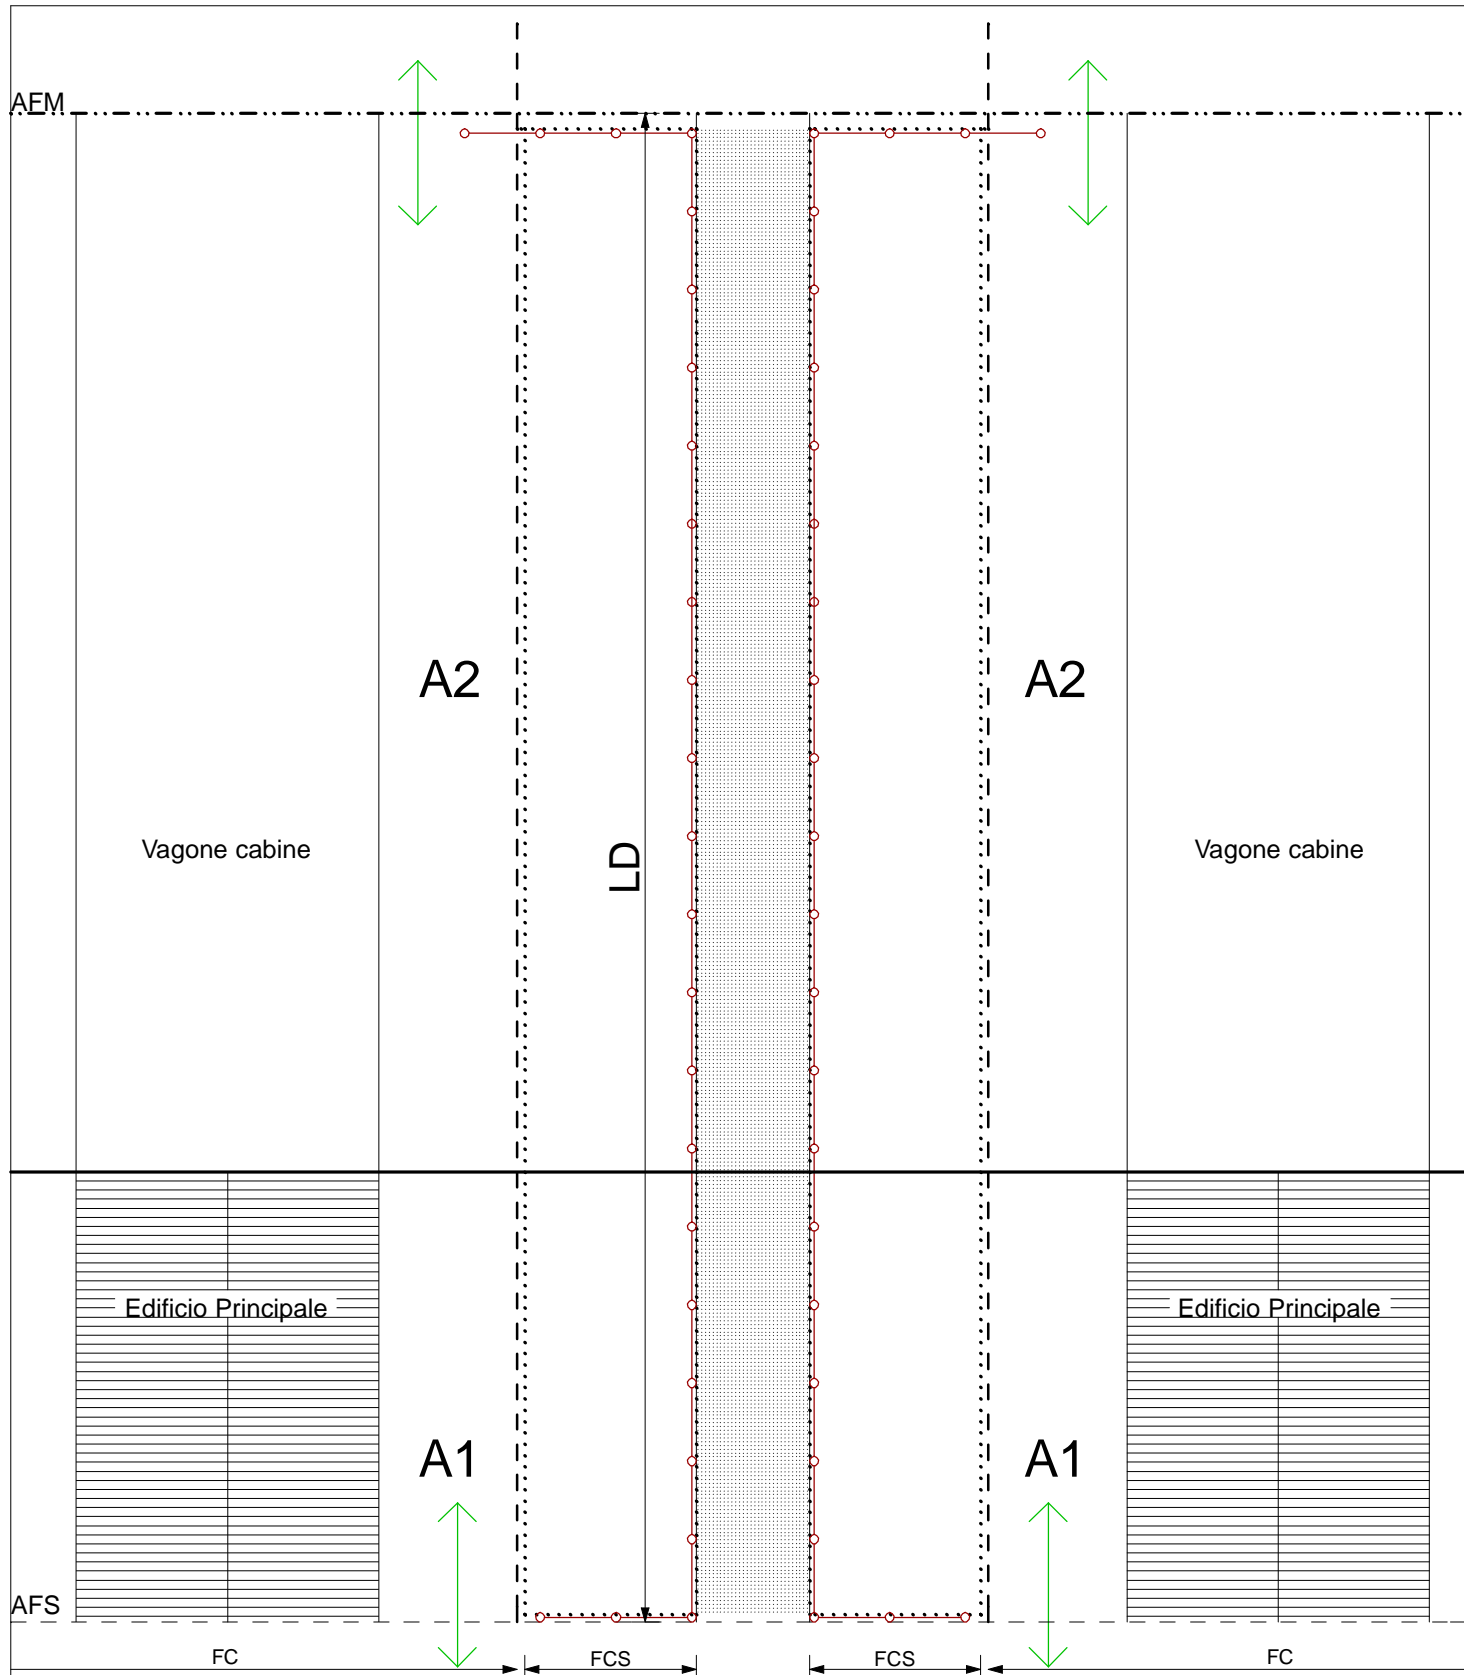 AFM
A2
A2
Vagone cabine
LD
Vagone cabine
Edificio Principale
Edificio Principale
A1
A1
AFS
FC
FCS
FCS
FC